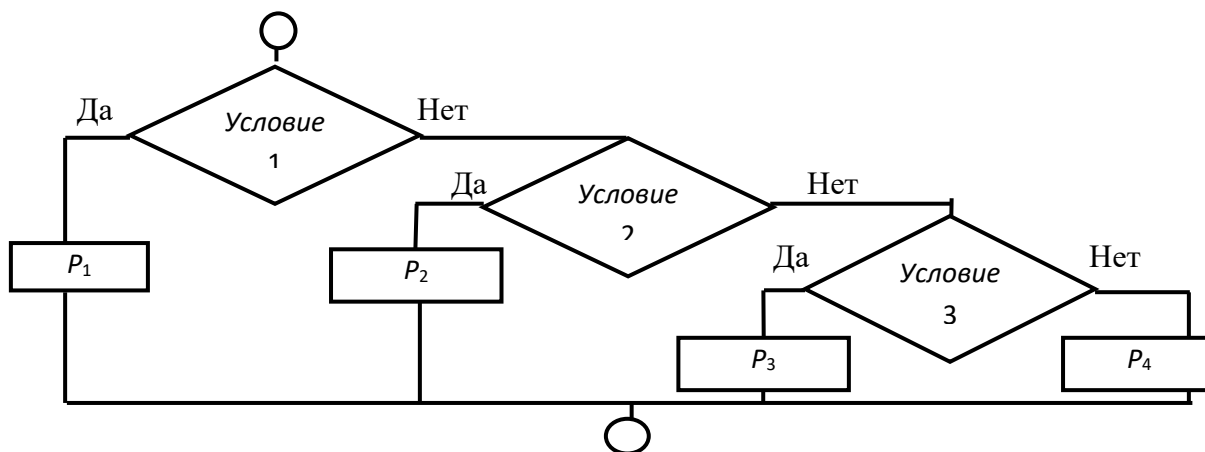 Да
Условие
1
Нет
Да
Условие
2
Нет
P1
P2
Да
Условие
3
Нет
P3
P4